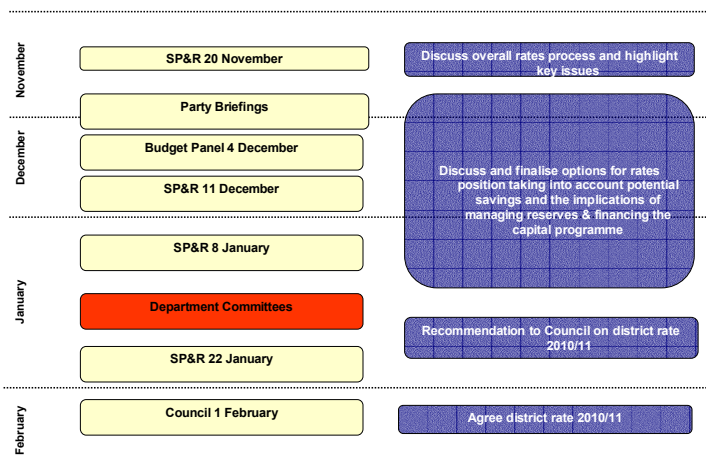 November
SP&R 20 November
Discuss overall rates process and highlight
key issues
Party Briefings
December
Budget Panel 4 December
SP&R 11 December
Discuss and finalise options for rates
position taking into account potential
savings and the implications of
managing reserves & financing the
capital programme
January
SP&R 8 January
Department Committees
SP&R 22 January
Recommendation to Council on district rate
2010/11
February
Council 1 February
Agree district rate 2010/11